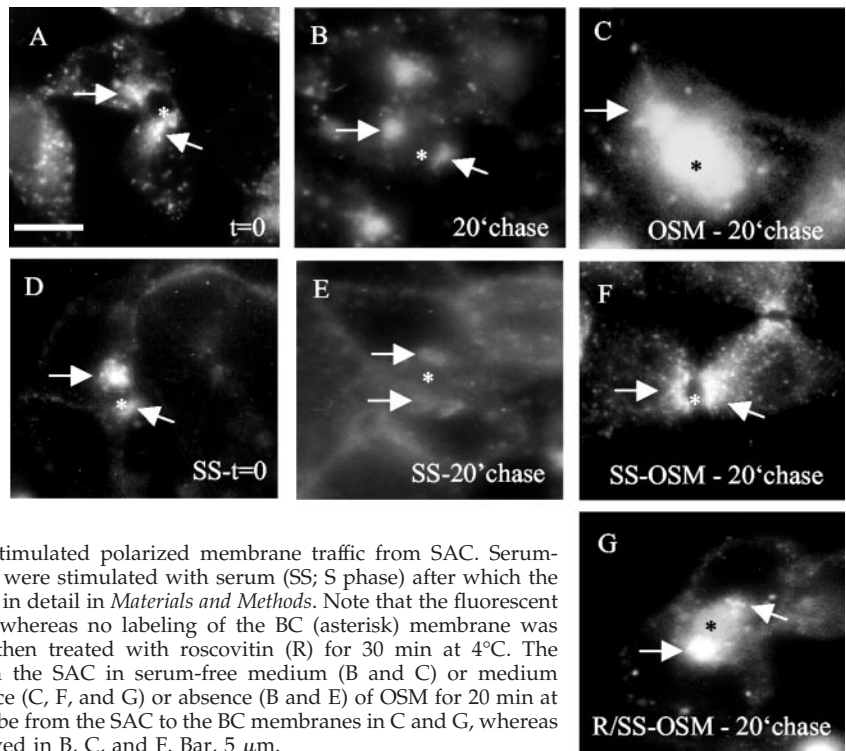 A
t=0
B
20‘chase
C
OSM - 20‘chase
D
SS-t=0
E
SS-20’chase
F
SS-OSM - 20‘chase
G
R/SS-OSM - 20‘chase
timulated polarized membrane traffic from SAC. Serum-
were stimulated with serum (SS; S phase) after which the
in detail in Materials and Methods. Note that the fluorescent
whereas no labeling of the BC (asterisk) membrane was
then treated with roscovitin (R) for 30 min at 4°C. The
the SAC in serum-free medium (B and C) or medium
ce (C, F, and G) or absence (B and E) of OSM for 20 min at
be from the SAC to the BC membranes in C and G, whereas
ved in B, C, and F. Bar, 5 μm.